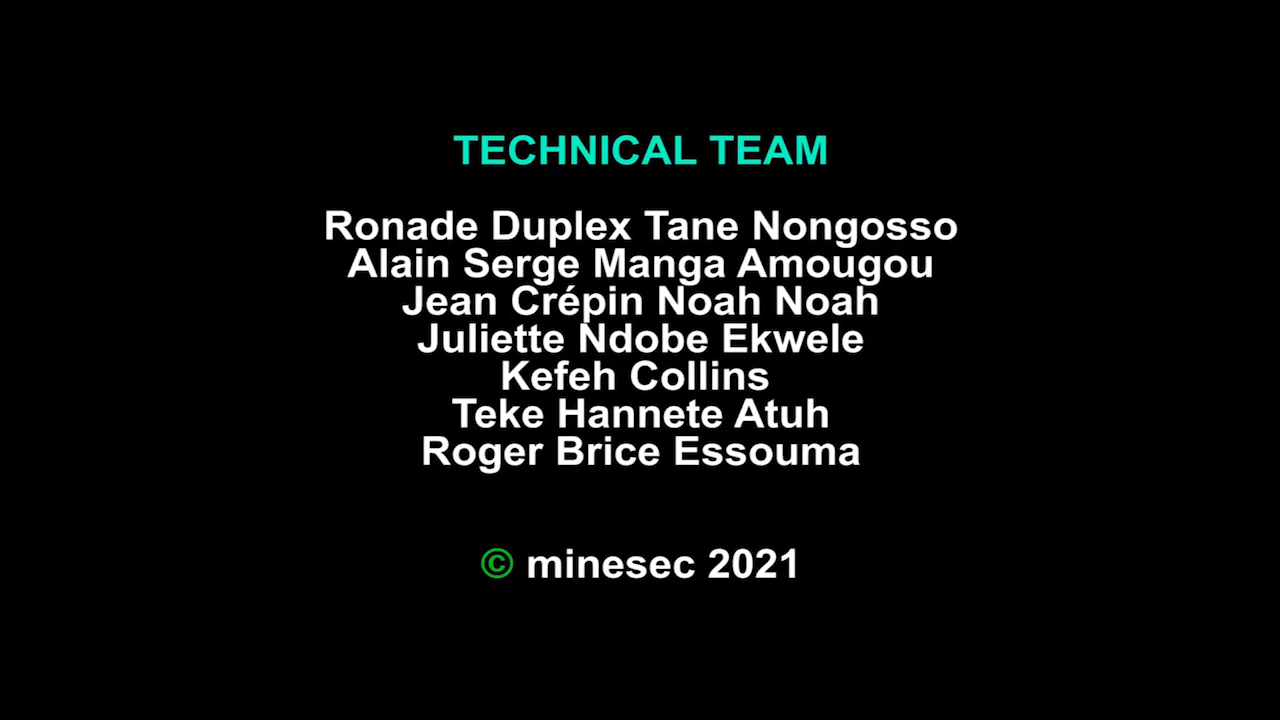 TECHNICAL TEAM
Ronade Duplex Tane Nongosso
Alain Serge Manga Amougou
Jean Crépin Noah Noah
Juliette Ndobe Ekwele
Kefeh Collins
Teke Hannete Atuh
Roger Brice Essouma
© minesec 2021